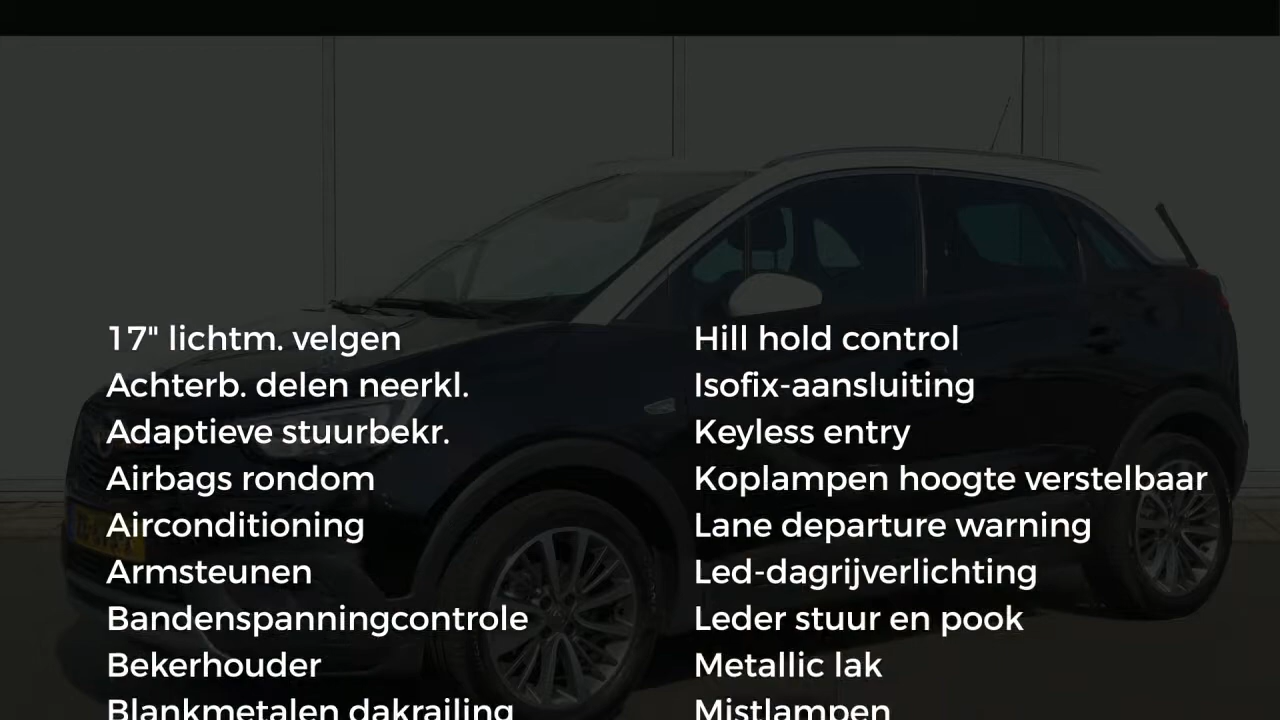 17" lichtm. velgen
Achterb. delen neerkl.
Adaptieve stuurbekr.
Airbags rondom
Airconditioning
Armsteunen
Bandenspanningcontrole
Bekerhouder
Blankmetalen dakrailing
Hill hold control
Isofix-aansluiting
Keyless entry
Koplampen hoogte verstelbaar
Lane departure warning
Led-dagrijverlichting
Leder stuur en pook
Metallic lak
Mistlampen